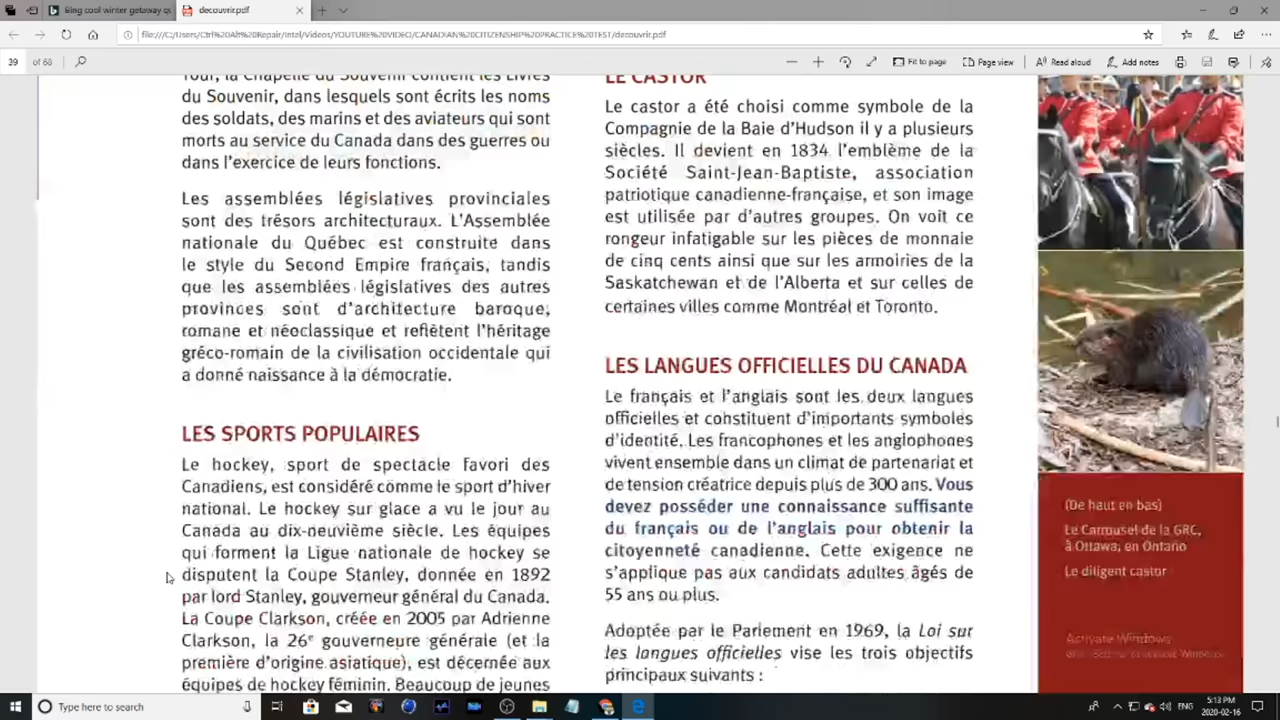 Bing cool winter getaway qu
decouvrir.pdf
file:///C:/Users/Ctrl%20Alt%20Repair/Intel/Videos/YOUTUBE%20VIDEO/CANADIAN%20CITIZENSHIP%20PRACTICE%20TEST/decouvrir.pdf
39 of 68
Fit to page
Page view
Read aloud
Add notes
Tour, la Chapelle du Souvenir contient les Livres
du Souvenir, dans lesquels sont écrits les noms
des soldats, des marins et des aviateurs qui sont
morts au service du Canada dans des guerres ou
dans l'exercice de leurs fonctions.
Les assemblées législatives provinciales
sont des trésors architecturaux. L'Assemblée
nationale du Québec est construite dans
le style du Second Empire français, tandis
que les assemblées législatives des autres
provinces sont d'architecture baroque,
romane et néoclassique et reflètent l'héritage
gréco-romain de la civilisation occidentale qui
a donné naissance à la démocratie.
LES SPORTS POPULAIRES
Le hockey, sport de spectacle favori des
Canadiens, est considéré comme le sport d'hiver
national. Le hockey sur glace a vu le jour au
Canada au dix-neuvième siècle. Les équipes
qui forment la Ligue nationale de hockey se
disputent la Coupe Stanley, donnée en 1892
par lord Stanley, gouverneur général du Canada.
La Coupe Clarkson, créée en 2005 par Adrienne
Clarkson, la 26e gouverneure générale (et la
première d'origine asiatique), est décernée aux
équipes de hockey féminin. Beaucoup de jeunes
LE CASTOR
Le castor a été choisi comme symbole de la
Compagnie de la Baie d'Hudson il y a plusieurs
siècles. Il devient en 1834 l'emblème de la
Société Saint-Jean-Baptiste, association
patriotique canadienne-française, et son image
est utilisée par d'autres groupes. On voit ce
rongeur infatigable sur les pièces de monnaie
de cinq cents ainsi que sur les armoiries de la
Saskatchewan et de l'Alberta et sur celles de
certaines villes comme Montréal et Toronto.
LES LANGUES OFFICIELLES DU CANADA
Le français et l'anglais sont les deux langues
officielles et constituent d'importants symboles
d'identité. Les francophones et les anglophones
vivent ensemble dans un climat de partenariat et
de tension créatrice depuis plus de 300 ans. Vous
devez posséder une connaissance suffisante
du français ou de l'anglais pour obtenir la
citoyenneté canadienne. Cette exigence ne
s'applique pas aux candidats adultes âgés de
55 ans ou plus.
Adoptée par le Parlement en 1969, la Loi sur
les langues officielles vise les trois objectifs
principaux suivants :
(De haut en bas)
Le Carrousel de la GRC,
à Ottawa, en Ontario
Le diligent castor
Activate Windows
Type here to search
ENG
5:13 PM
2020-02-16